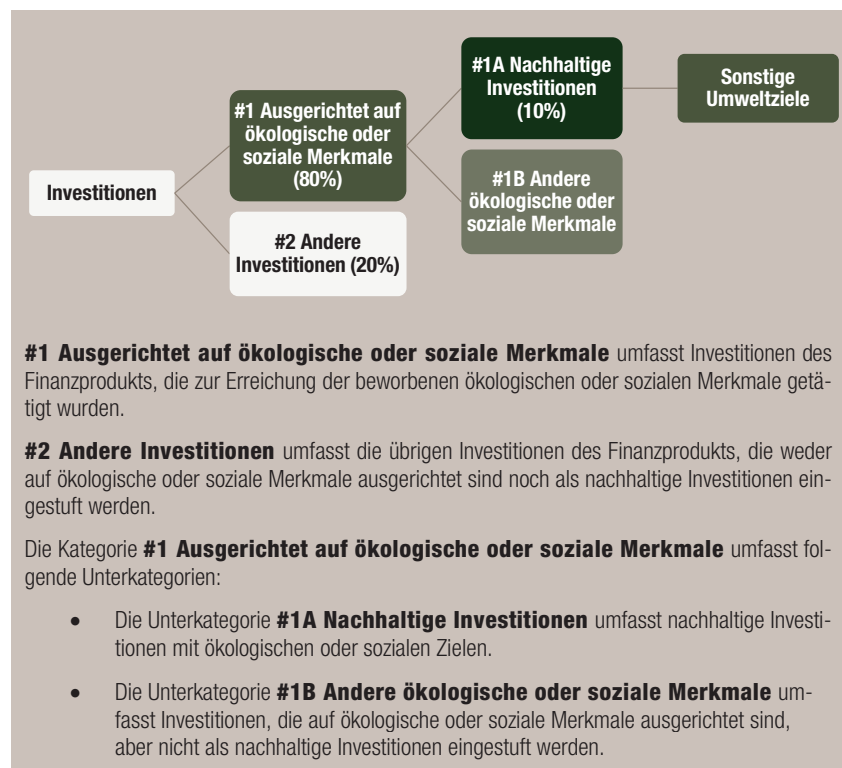 #1A Nachhaltige
Investitionen
(10%)
Sonstige
Umweltziele
#1 Ausgerichtet auf
ökologische oder
soziale Merkmale
(80%)
#1B Andere
ökologische oder
soziale Merkmale
Investitionen
#2 Andere
Investitionen (20%)
#1 Ausgerichtet auf ökologische oder soziale Merkmale umfasst Investitionen des
Finanzprodukts, die zur Erreichung der beworbenen ökologischen oder sozialen Merkmale getä-
tigt wurden.
#2 Andere Investitionen umfasst die übrigen Investitionen des Finanzprodukts, die weder
auf ökologische oder soziale Merkmale ausgerichtet sind noch als nachhaltige Investitionen ein-
gestuft werden.
Die Kategorie #1 Ausgerichtet auf ökologische oder soziale Merkmale umfasst fol-
gende Unterkategorien:
• Die Unterkategorie #1A Nachhaltige Investitionen umfasst nachhaltige Investi-
tionen mit ökologischen oder sozialen Zielen.
• Die Unterkategorie #1B Andere ökologische oder soziale Merkmale um-
fasst Investitionen, die auf ökologische oder soziale Merkmale ausgerichtet sind,
aber nicht als nachhaltige Investitionen eingestuft werden.